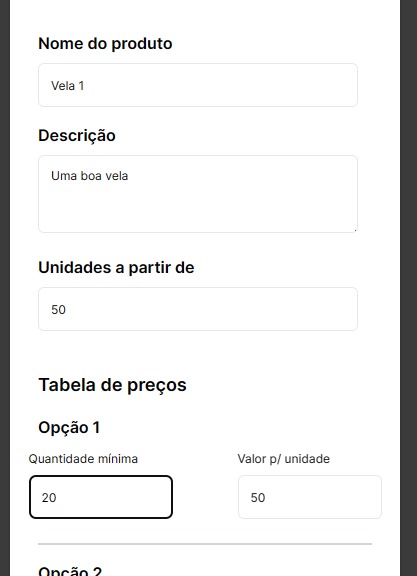 Nome do produto
Vela 1
Descrição
Uma boa vela
Unidades a partir de
50
Tabela de preços
Opção 1
Quantidade mínima
Valor p/ unidade
20
50
Opção 2